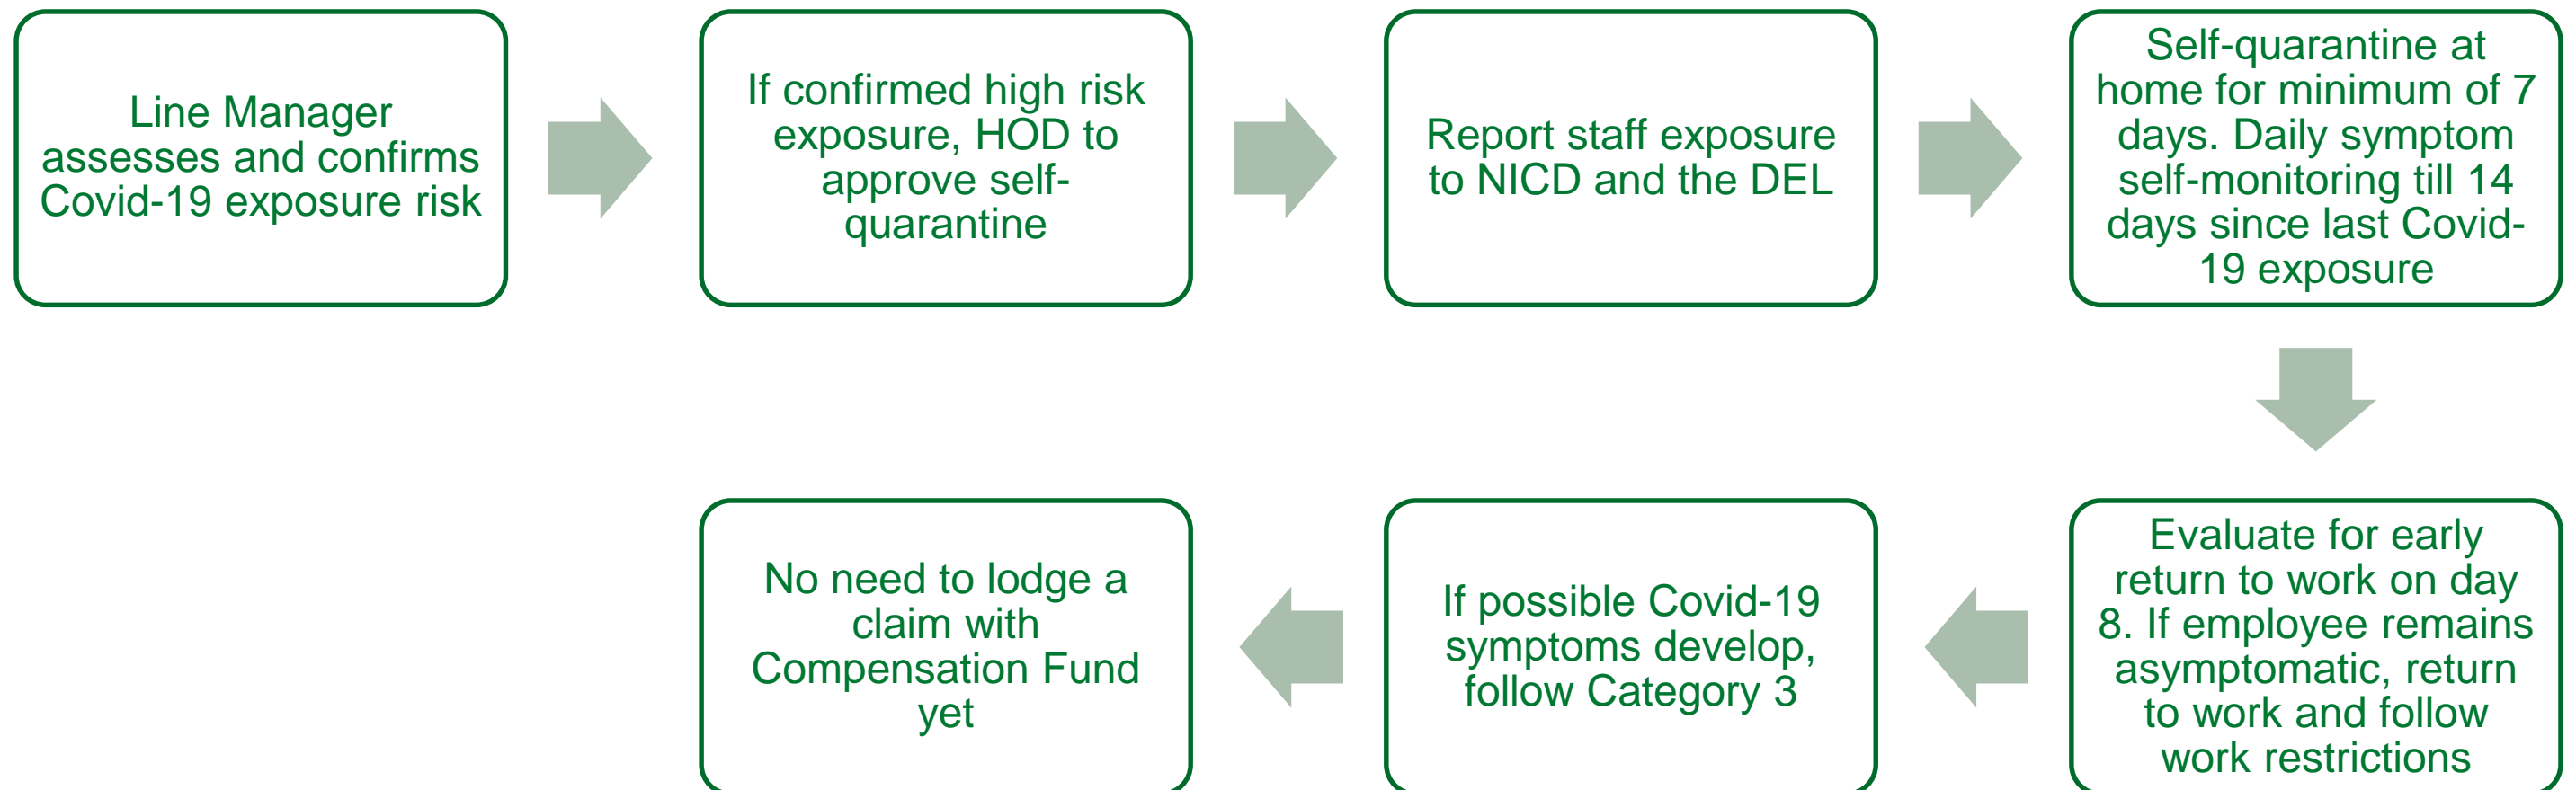 Line Manager
assesses and confirms
Covid-19 exposure risk
If confirmed high risk
exposure, HOD to
approve self-
quarantine
Report staff exposure
to NICD and the DEL
Self-quarantine at
home for minimum of 7
days. Daily symptom
self-monitoring till 14
days since last Covid-
19 exposure
Evaluate for early
return to work on day
8. If employee remains
asymptomatic, return
to work and follow
work restrictions
If possible Covid-19
symptoms develop,
follow Category 3
No need to lodge a
claim with
Compensation Fund
yet